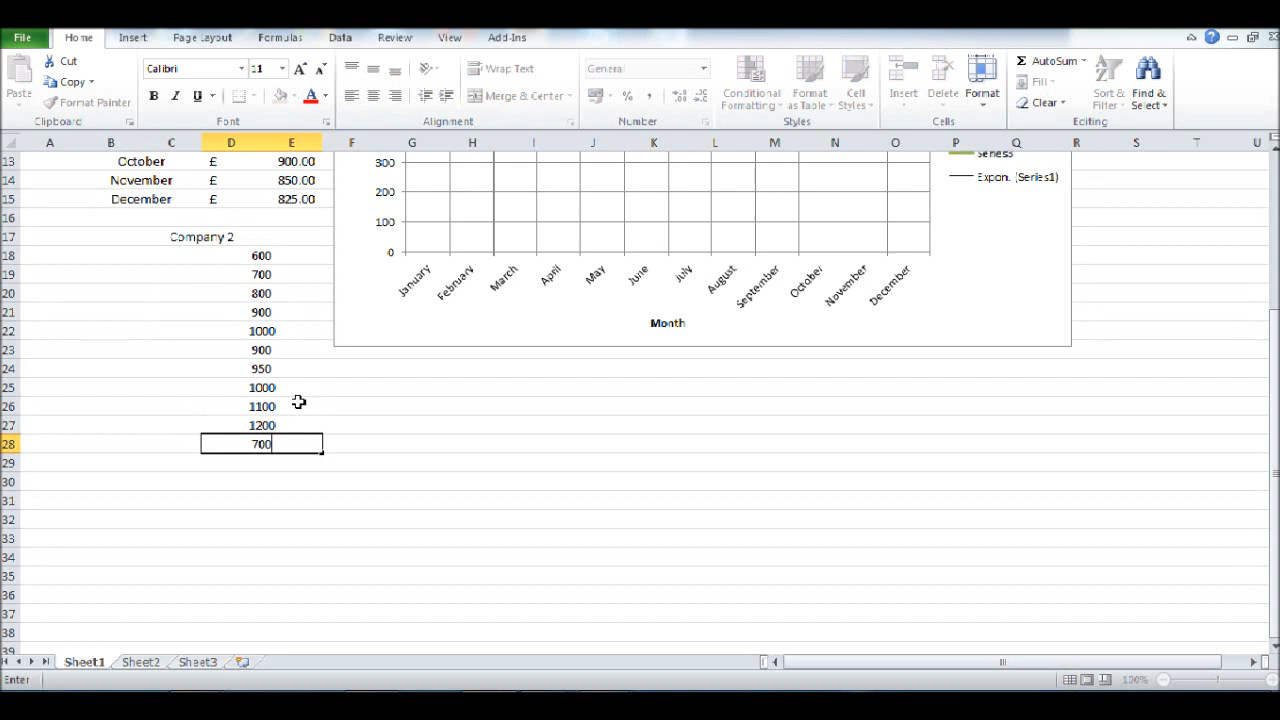 File Home Insert Page Layout Formulas Data Review View Add-Ins
Cut
Copy
Format Painter
Paste
Clipboard
Calibri 11
B I U
Font
Wrap Text
Merge & Center
Alignment
General
%
Number
Conditional Formatting
Format as Table
Cell Styles
Styles
Insert
Delete
Format
Cells
AutoSum
Fill
Clear
Sort & Filter
Find & Select
Editing
A B C D E F G H I J K L M N O P Q R S T U
13 October £ 900.00
14 November £ 850.00
15 December £ 825.00
16
17 Company 2
18 600
19 700
20 800
21 900
22 1000
23 900
24 950
25 1000
26 1100
27 1200
28 700
29
30
31
32
33
34
35
36
37
38
39
300
200
100
0
January February March April May June July August September October November December
Month
Series3
Expon. (Series1)
Sheet1 Sheet2 Sheet3
Enter
100%